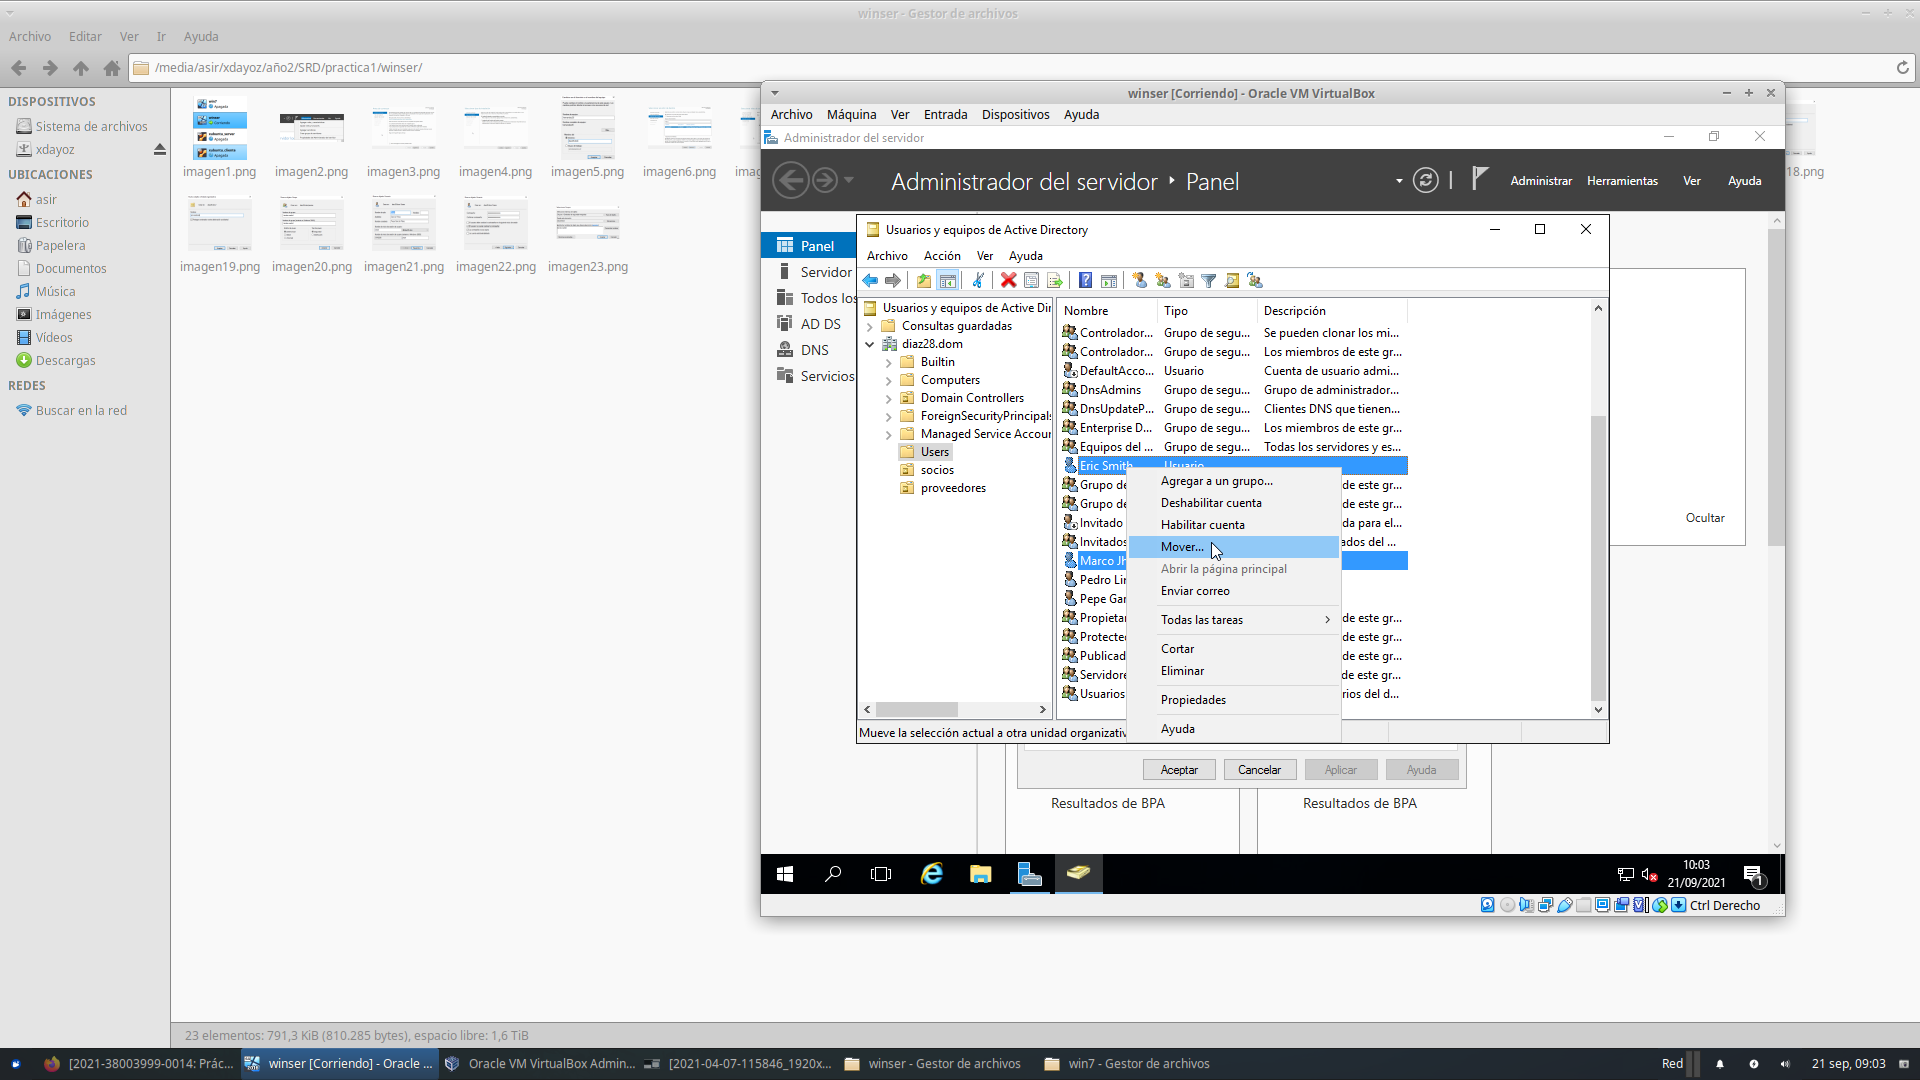 winser - Gestor de archivos
Archivo Editar Ver Ir Ayuda
/media/asir/xdayoz/año2/SRD/practica1/winser/
DISPOSITIVOS
Sistema de archivos
xdayoz
UBICACIONES
asir
Escritorio
Papelera
Documentos
Música
Imágenes
Vídeos
Descargas
REDES
Buscar en la red
imagen1.png imagen2.png imagen3.png imagen4.png imagen5.png imagen6.png imag
18.png
imagen19.png imagen20.png imagen21.png imagen22.png imagen23.png
23 elementos: 791,3 KiB (810.285 bytes), espacio libre: 1,6 TiB
winser [Corriendo] - Oracle VM VirtualBox
Archivo Máquina Ver Entrada Dispositivos Ayuda
Administrador del servidor
Administrador del servidor Panel
Administrar Herramientas Ver Ayuda
Panel
Servidor
Todos los
AD DS
DNS
Servicios
Ocultar
Usuarios y equipos de Active Directory
Archivo Acción Ver Ayuda
Usuarios y equipos de Active Dir
Consultas guardadas
diaz28.dom
Builtin
Computers
Domain Controllers
ForeignSecurityPrincipals
Managed Service Accour
Users
socios
proveedores
Nombre Tipo Descripción
Controlador... Grupo de segu... Se pueden clonar los mi...
Controlador... Grupo de segu... Los miembros de este gr...
DefaultAcco... Usuario Cuenta de usuario admi...
DnsAdmins Grupo de segu... Grupo de administrador...
DnsUpdateP... Grupo de segu... Clientes DNS que tienen...
Enterprise D... Grupo de segu... Los miembros de este gr...
Equipos del ... Grupo de segu... Todas los servidores y es...
Eric Smith Usuario
Grupo de de este gr...
Grupo de de este gr...
Invitado da para el...
Invitados ados del ...
Marco Jh
Pedro Lir
Pepe Gar
Propietar de este gr...
Protected de este gr...
Publicad de este gr...
Servidore de este gr...
Usuarios rios del d...
Agregar a un grupo...
Deshabilitar cuenta
Habilitar cuenta
Mover...
Abrir la página principal
Enviar correo
Todas las tareas
Cortar
Eliminar
Propiedades
Ayuda
Mueve la selección actual a otra unidad organizativ
Aceptar Cancelar Aplicar Ayuda
Resultados de BPA Resultados de BPA
10:03
21/09/2021
1
Ctrl Derecho
[2021-38003999-0014: Prác... winser [Corriendo] - Oracle ... Oracle VM VirtualBox Admin... [2021-04-07-115846_1920x... winser - Gestor de archivos win7 - Gestor de archivos Red 21 sep, 09:03